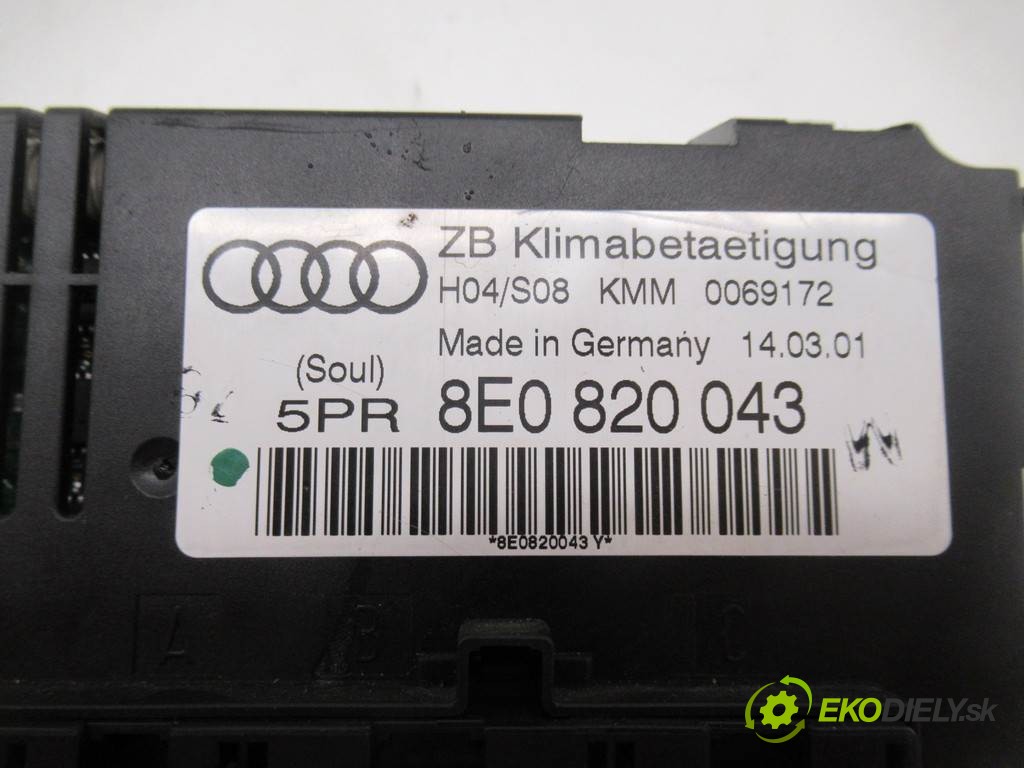 ZB Klimabetaetigung
H04/S08 KMM 0069172
Made in Germany 14.03.01
(Soul)
5PR 8E0 820 043
*8E0820043 Y*
A B C
EKODIELY.sk